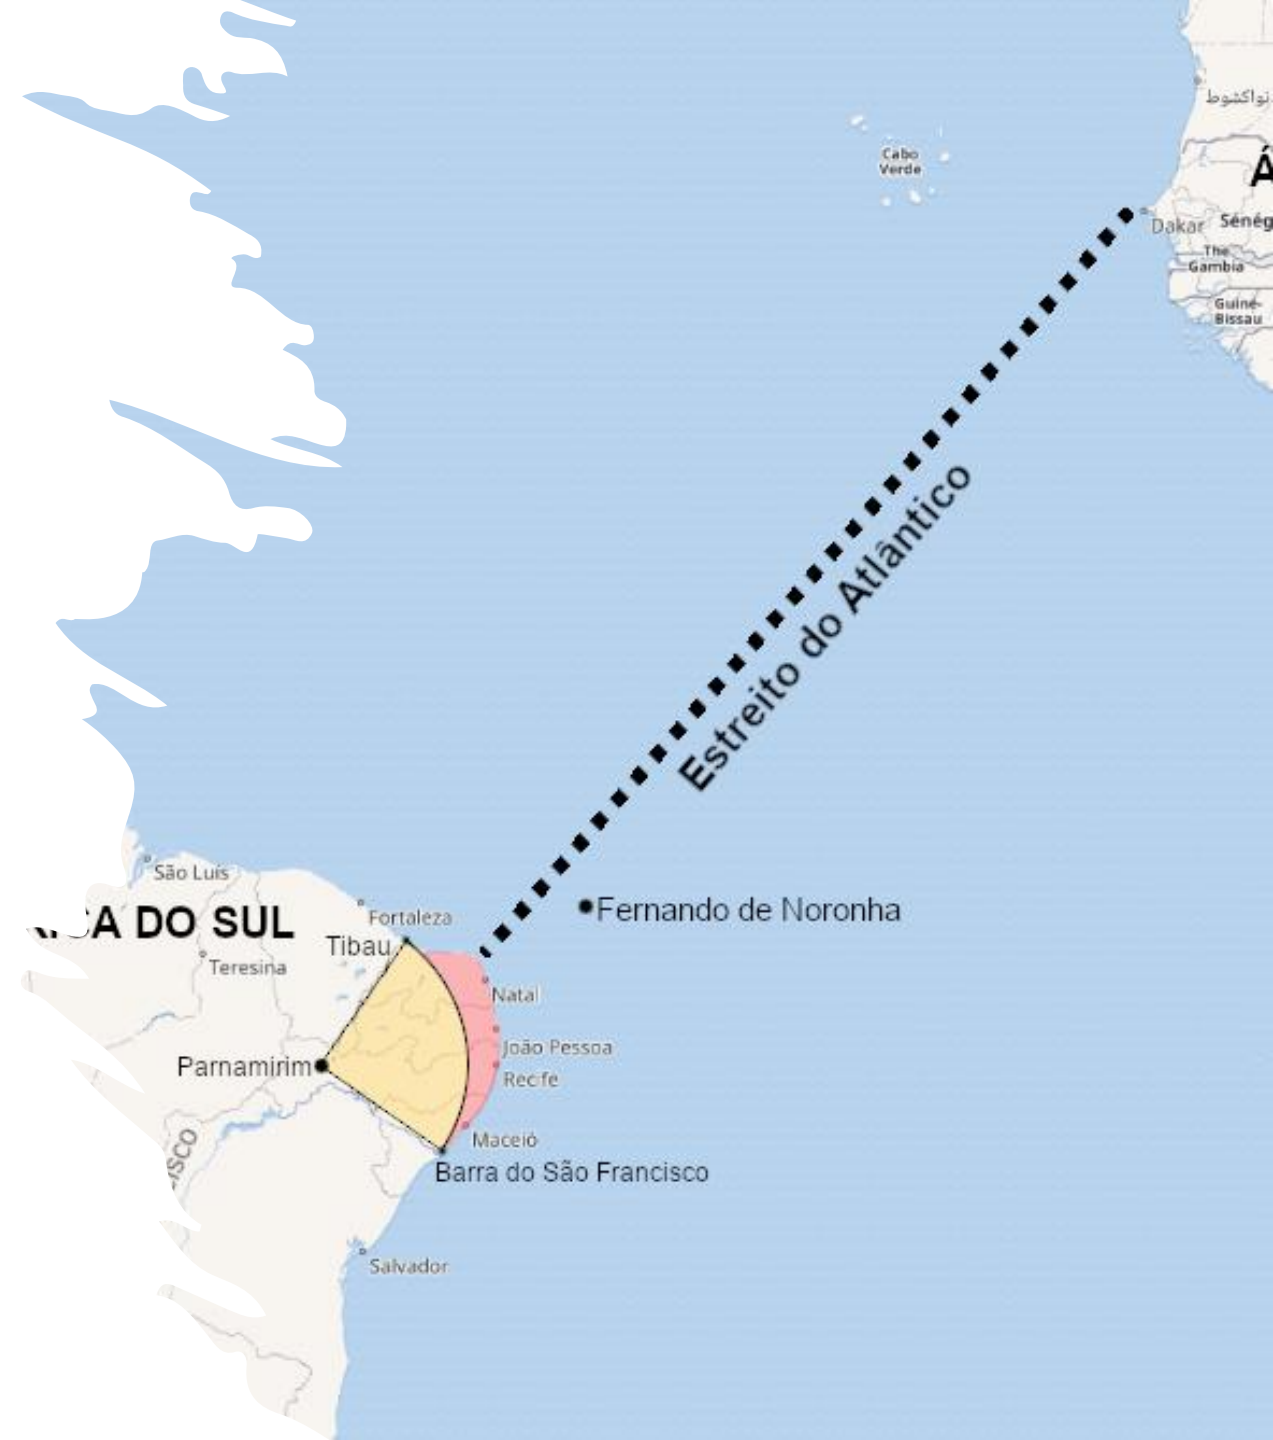 نواكشوط
Cabo
Verde
Dakar
Sénég
The
Gambia
Guiné-
Bissau
Estreito do Atlântico
São Luís
Fernando de Noronha
Fortaleza
DO SUL
Tibau
Teresina
Natal
João Pessoa
Parnamirim
Recife
Maceió
Barra do São Francisco
Salvador